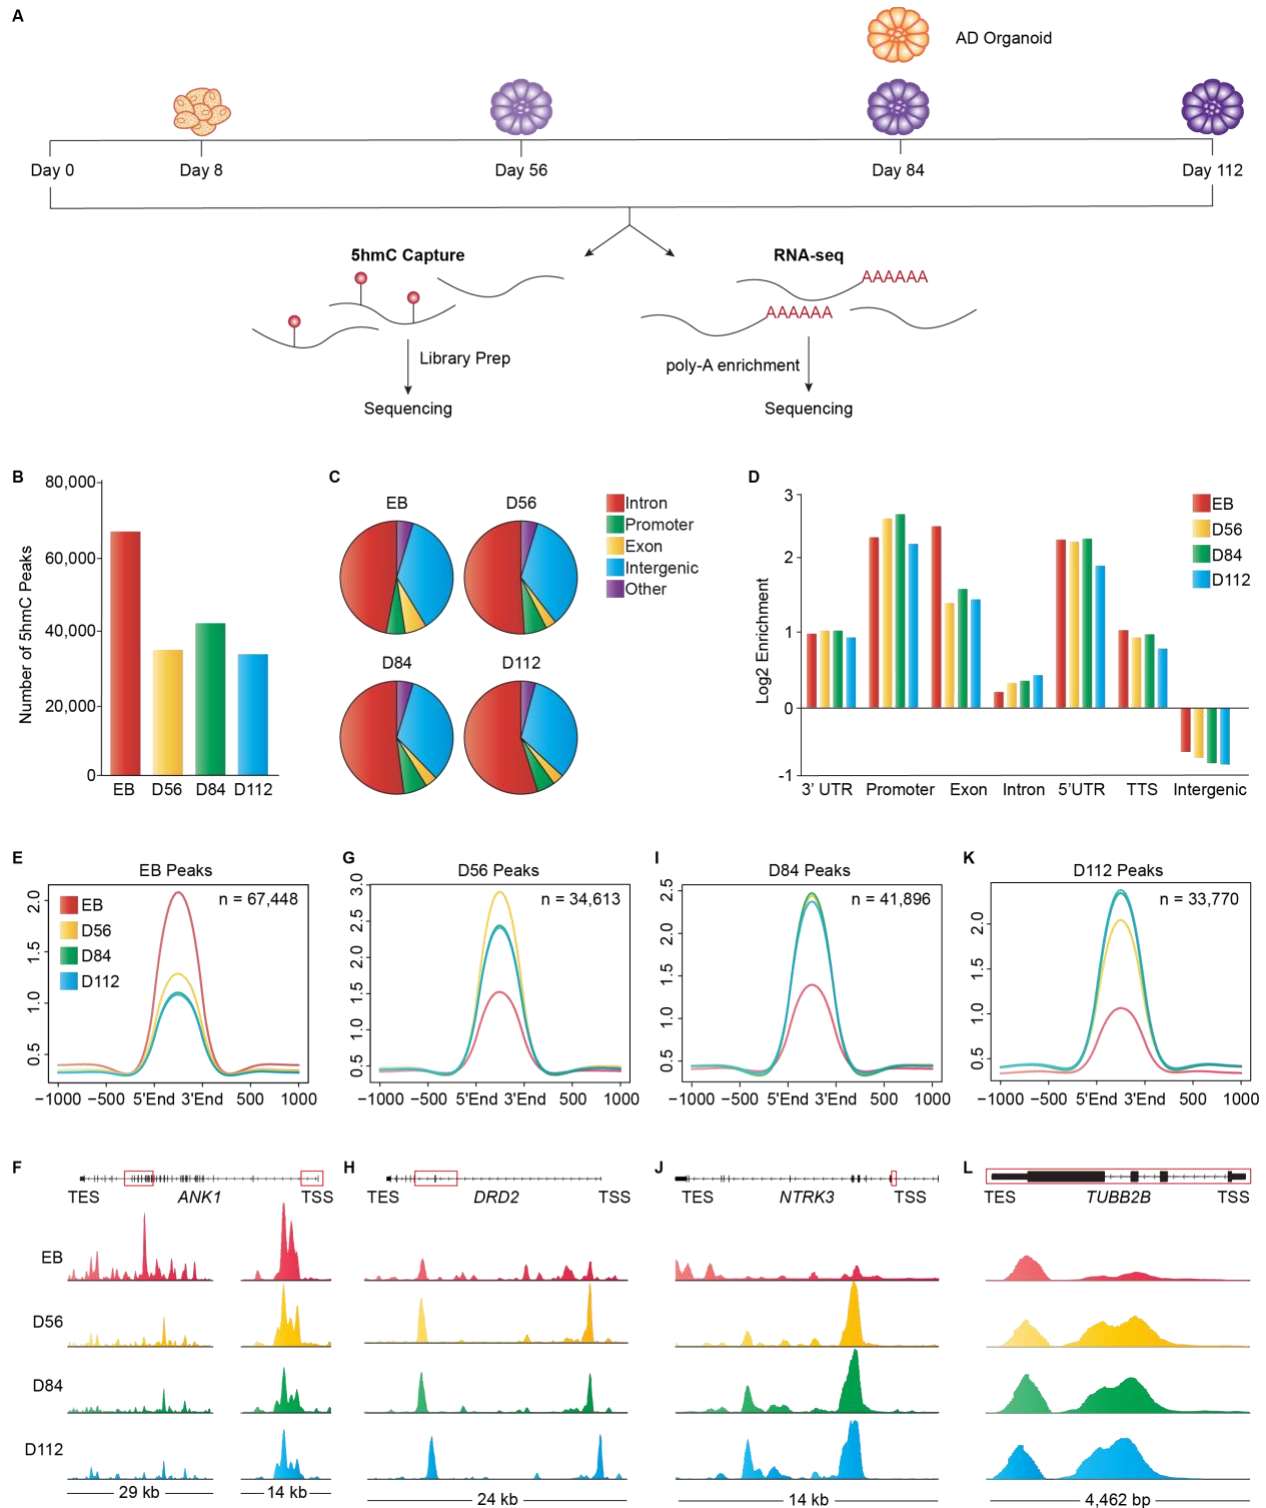 A
AD Organoid
Day 0 Day 8 Day 56 Day 84 Day 112
5hmC Capture
RNA-seq
AAAAAA
AAAAAA
Library Prep
poly-A enrichment
Sequencing
Sequencing
B
Number of 5hmC Peaks
80,000
60,000
40,000
20,000
0
EB D56 D84 D112
C
EB D56
D84 D112
Intron
Promoter
Exon
Intergenic
Other
D
Log2 Enrichment
3
2
1
0
-1
3' UTR Promoter Exon Intron 5'UTR TTS Intergenic
EB
D56
D84
D112
E
EB Peaks
n = 67,448
EB
D56
D84
D112
2.0
1.5
1.0
0.5
−1000 −500 5'End 3'End 500 1000
G
D56 Peaks
n = 34,613
3.0
2.5
2.0
1.5
1.0
0.5
−1000 −500 5'End 3'End 500 1000
I
D84 Peaks
n = 41,896
2.5
2.0
1.5
1.0
0.5
−1000 −500 5'End 3'End 500 1000
K
D112 Peaks
n = 33,770
2.0
1.5
1.0
0.5
−1000 −500 5'End 3'End 500 1000
F
TES ANK1 TSS
EB
D56
D84
D112
29 kb 14 kb
H
TES DRD2 TSS
24 kb
J
TES NTRK3 TSS
14 kb
L
TES TUBB2B TSS
4,462 bp